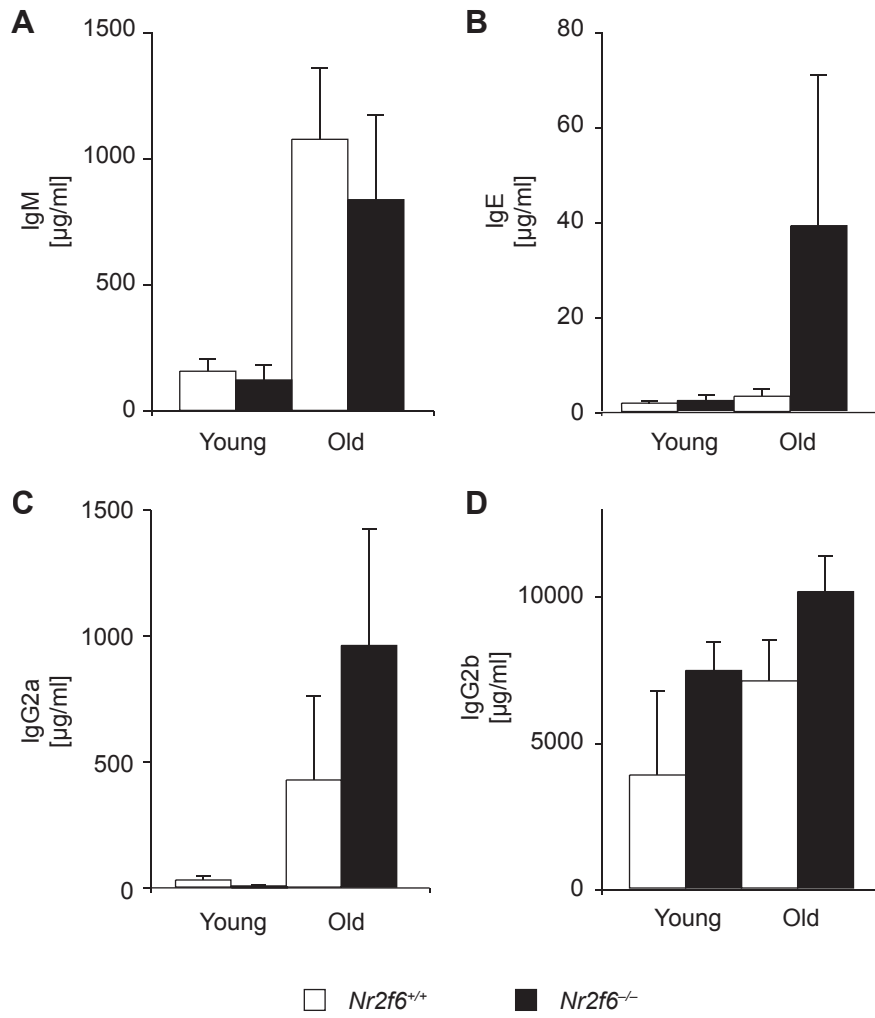 A
1500
1000
500
0
IgM
[µg/ml]
Young Old
B
80
60
40
20
0
IgE
[µg/ml]
Young Old
C
1500
1000
500
0
IgG2a
[µg/ml]
Young Old
D
10000
5000
0
IgG2b
[µg/ml]
Young Old
Nr2f6+/+ Nr2f6−/−